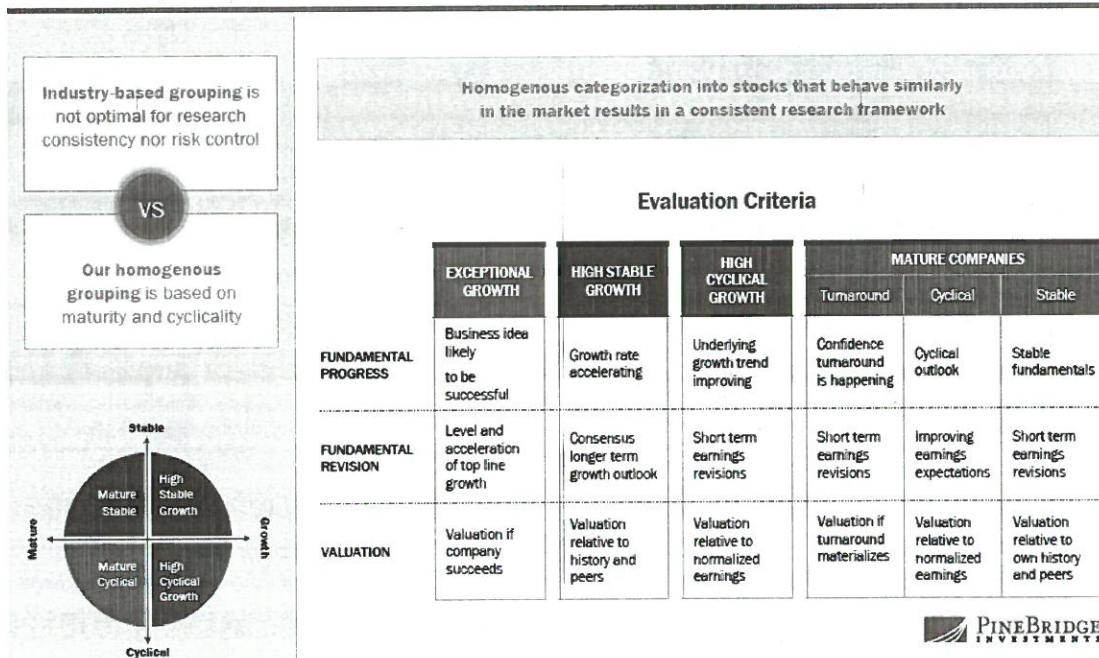 Industry-based grouping is
not optimal for research
consistency nor risk control
VS
Our homogenous
grouping is based on
maturity and cyclicality
Stable
Mature
Stable
High
Stable
Growth
Mature
Growth
Mature
Cyclical
High
Cyclical
Growth
Cyclical
Homogenous categorization into stocks that behave similarly
in the market results in a consistent research framework
Evaluation Criteria
EXCEPTIONAL
GROWTH
HIGH STABLE
GROWTH
HIGH
CYCLICAL
GROWTH
MATURE COMPANIES
Turnaround
Cyclical
Stable
FUNDAMENTAL
PROGRESS
Business idea
likely
to be
successful
Growth rate
accelerating
Underlying
growth trend
improving
Confidence
turnaround
is happening
Cyclical
outlook
Stable
fundamentals
FUNDAMENTAL
REVISION
Level and
acceleration
of top line
growth
Consensus
longer term
growth outlook
Short term
earnings
revisions
Short term
earnings
revisions
Improving
earnings
expectations
Short term
earnings
revisions
VALUATION
Valuation if
company
succeeds
Valuation
relative to
history and
peers
Valuation
relative to
normalized
earnings
Valuation if
turnaround
materializes
Valuation
relative to
normalized
earnings
Valuation
relative to
own history
and peers
PINEBRIDGE
INVESTMENTS